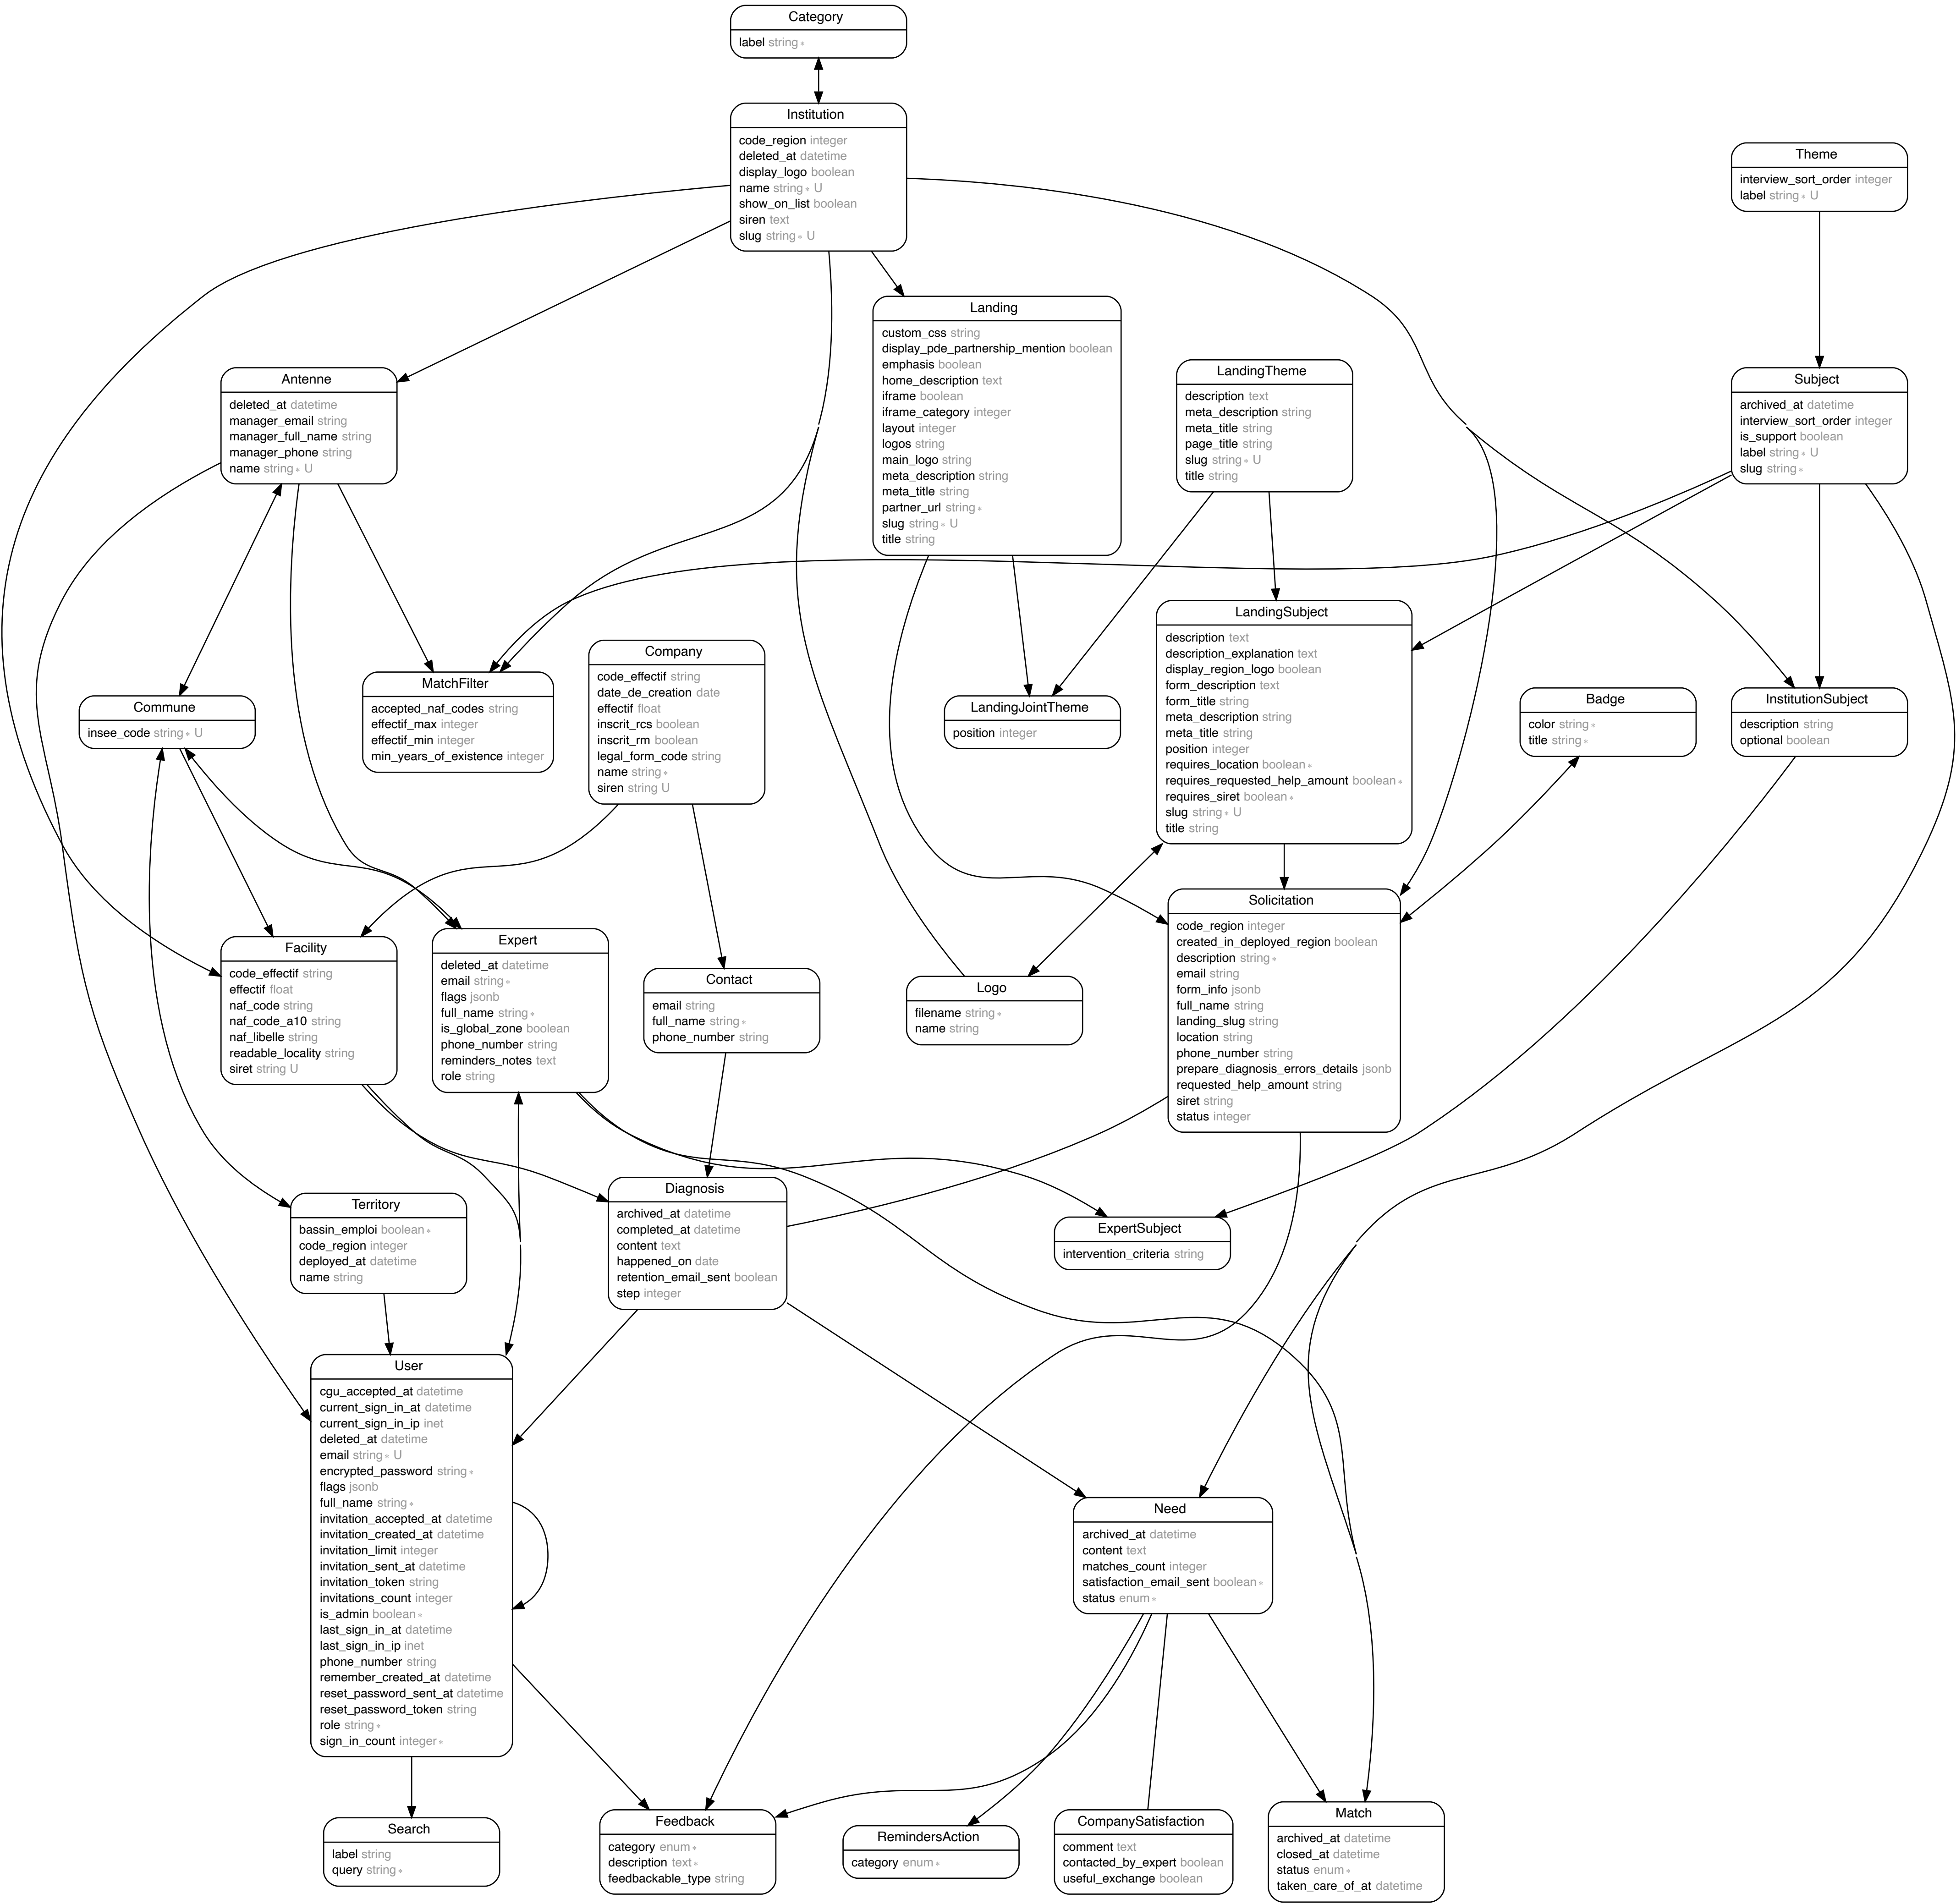 Category
label string*
Institution
code_region integer
deleted_at datetime
display_logo boolean
name string* U
show_on_list boolean
siren text
slug string* U
Theme
interview_sort_order integer
label string* U
Landing
custom_css string
display_pde_partnership_mention boolean
emphasis boolean
home_description text
iframe boolean
iframe_category integer
layout integer
logos string
main_logo string
meta_description string
meta_title string
partner_url string*
slug string* U
title string
LandingTheme
description text
meta_description string
meta_title string
page_title string
slug string* U
title string
Antenne
deleted_at datetime
manager_email string
manager_full_name string
manager_phone string
name string* U
Subject
archived_at datetime
interview_sort_order integer
is_support boolean
label string* U
slug string*
LandingSubject
description text
description_explanation text
display_region_logo boolean
form_description text
form_title string
meta_description string
meta_title string
position integer
requires_location boolean*
requires_requested_help_amount boolean*
requires_siret boolean*
slug string* U
title string
Company
code_effectif string
date_de_creation date
effectif float
inscrit_rcs boolean
inscrit_rm boolean
legal_form_code string
name string*
siren string U
MatchFilter
accepted_naf_codes string
effectif_max integer
effectif_min integer
min_years_of_existence integer
Commune
insee_code string* U
LandingJointTheme
position integer
Badge
color string*
title string*
InstitutionSubject
description string
optional boolean
Solicitation
code_region integer
created_in_deployed_region boolean
description string*
email string
form_info jsonb
full_name string
landing_slug string
location string
phone_number string
prepare_diagnosis_errors_details jsonb
requested_help_amount string
siret string
status integer
Facility
code_effectif string
effectif float
naf_code string
naf_code_a10 string
naf_libelle string
readable_locality string
siret string U
Expert
deleted_at datetime
email string*
flags jsonb
full_name string*
is_global_zone boolean
phone_number string
reminders_notes text
role string
Contact
email string
full_name string*
phone_number string
Logo
filename string*
name string
Diagnosis
archived_at datetime
completed_at datetime
content text
happened_on date
retention_email_sent boolean
step integer
Territory
bassin_emploi boolean*
code_region integer
deployed_at datetime
name string
ExpertSubject
intervention_criteria string
User
cgu_accepted_at datetime
current_sign_in_at datetime
current_sign_in_ip inet
deleted_at datetime
email string* U
encrypted_password string*
flags jsonb
full_name string*
invitation_accepted_at datetime
invitation_created_at datetime
invitation_limit integer
invitation_sent_at datetime
invitation_token string
invitations_count integer
is_admin boolean*
last_sign_in_at datetime
last_sign_in_ip inet
phone_number string
remember_created_at datetime
reset_password_sent_at datetime
reset_password_token string
role string*
sign_in_count integer*
Need
archived_at datetime
content text
matches_count integer
satisfaction_email_sent boolean*
status enum*
Search
label string
query string*
Feedback
category enum*
description text*
feedbackable_type string
RemindersAction
category enum*
CompanySatisfaction
comment text
contacted_by_expert boolean
useful_exchange boolean
Match
archived_at datetime
closed_at datetime
status enum*
taken_care_of_at datetime